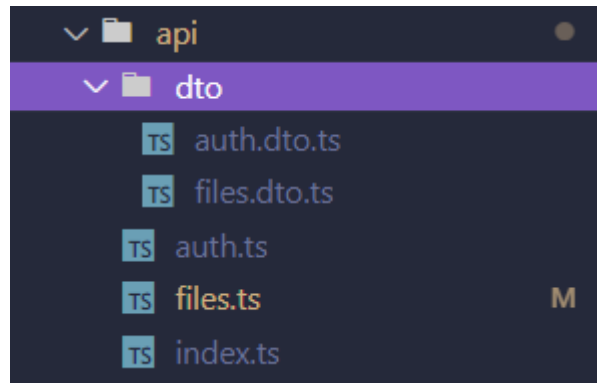 api
dto
TS auth.dto.ts
TS files.dto.ts
TS auth.ts
TS files.ts M
TS index.ts